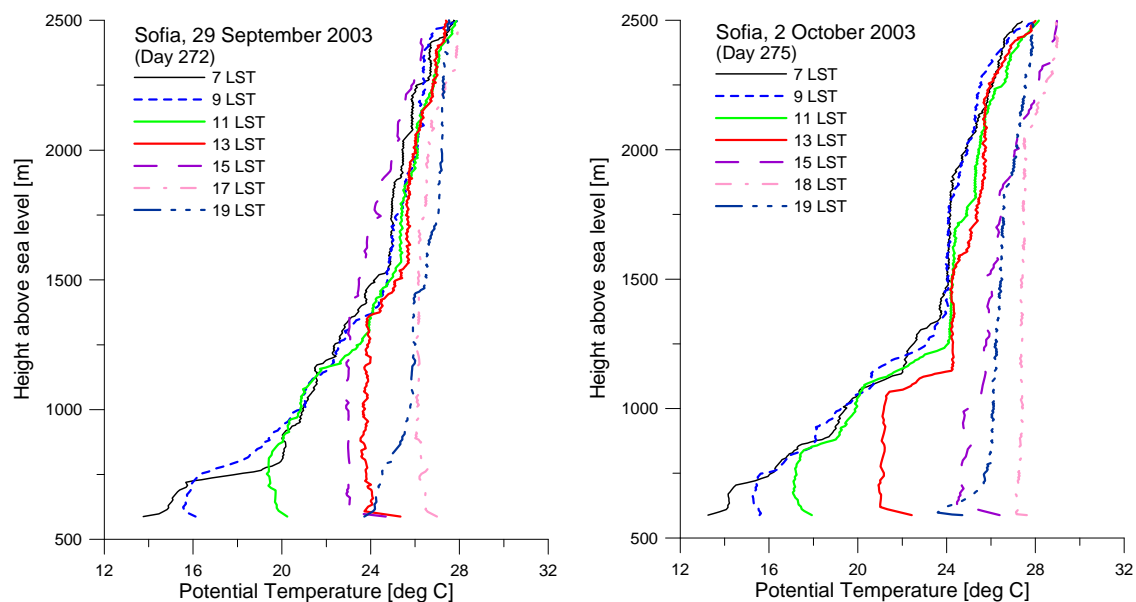 Sofia, 29 September 2003
(Day 272)
7 LST
9 LST
11 LST
13 LST
15 LST
17 LST
19 LST
2500
2000
1500
1000
500
Height above sea level [m]
12
16
20
24
28
32
Potential Temperature [deg C]
Sofia, 2 October 2003
(Day 275)
7 LST
9 LST
11 LST
13 LST
15 LST
18 LST
19 LST
2500
2000
1500
1000
500
Height above sea level [m]
12
16
20
24
28
32
Potential Temperature [deg C]